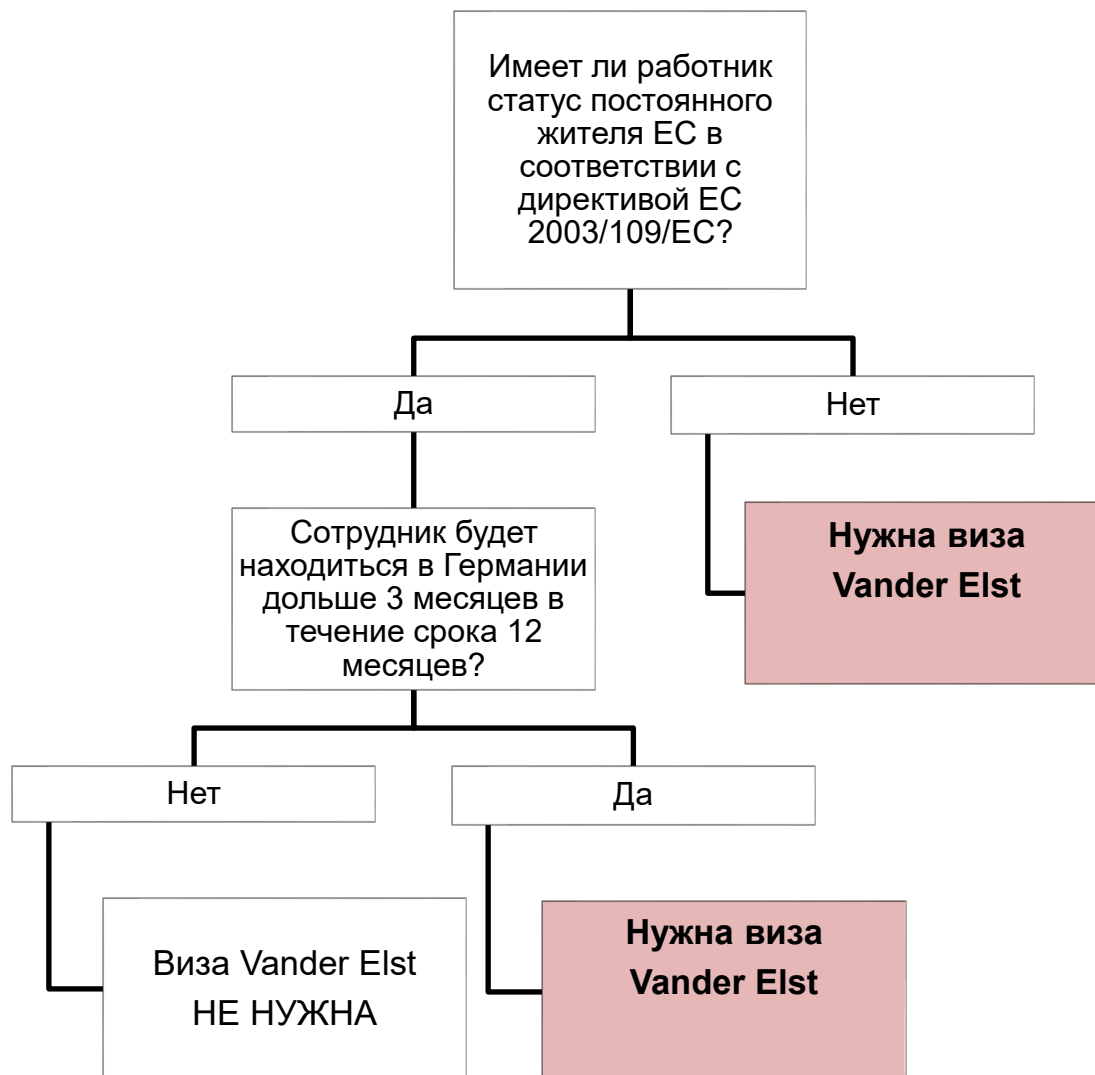 Имеет ли работник
статус постоянного
жителя ЕС в
соответствии с
директивой ЕС
2003/109/ЕС?
Да
Нет
Сотрудник будет
находиться в Германии
дольше 3 месяцев в
течение срока 12
месяцев?
Нужна виза
Vander Elst
Нет
Да
Виза Vander Elst
НЕ НУЖНА
Нужна виза
Vander Elst